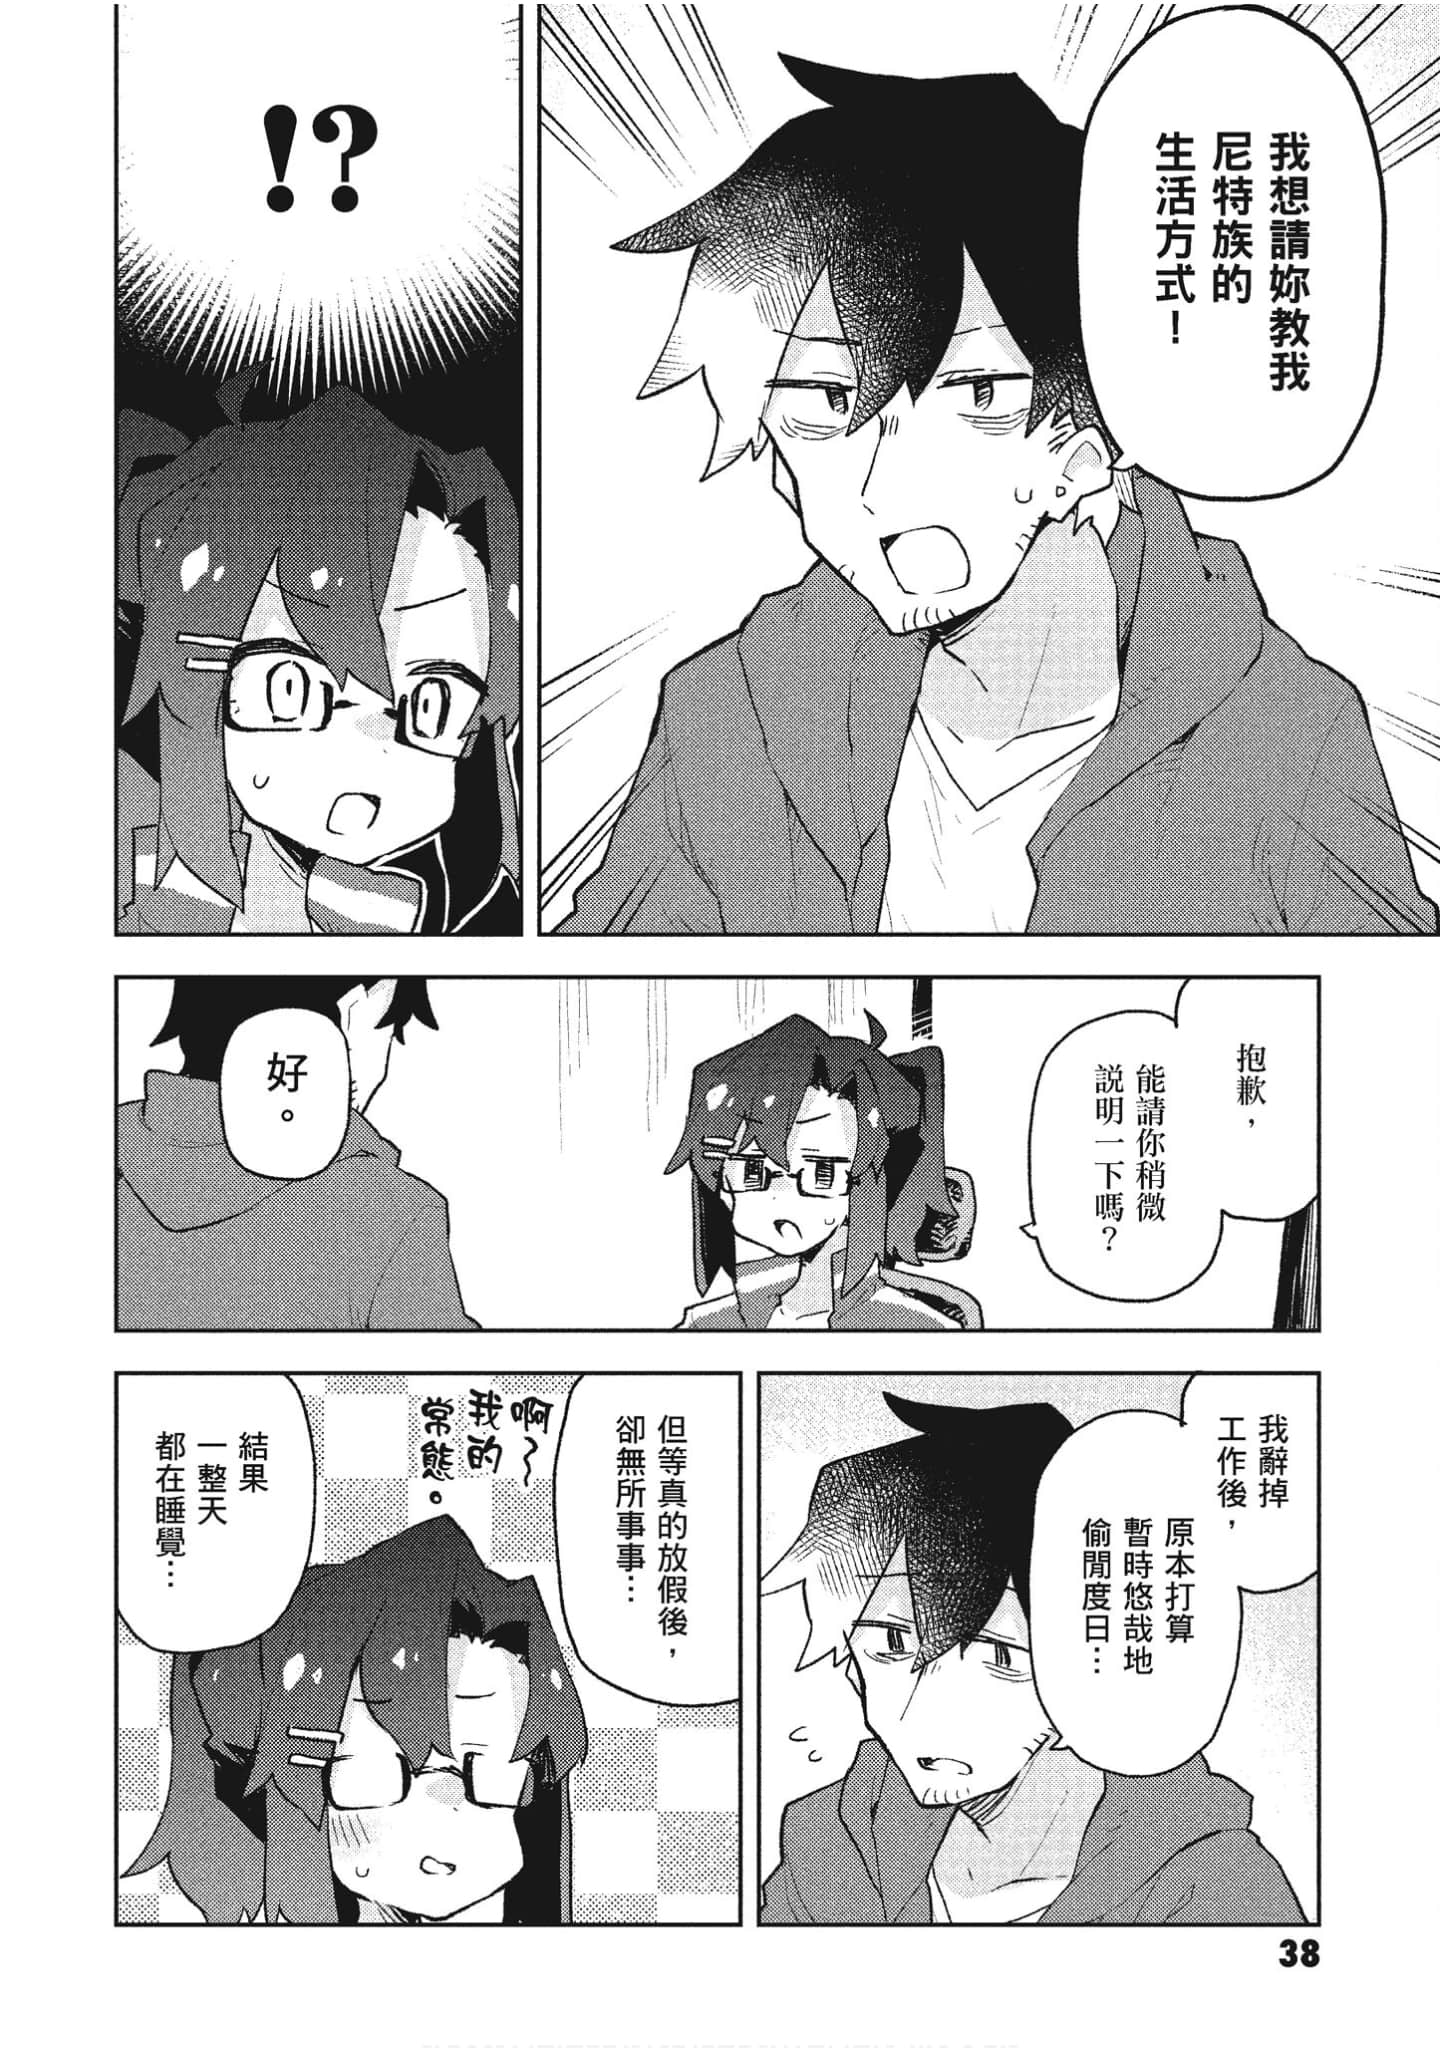 我想請妳教我
尼特族的
生活方式！
!?
抱歉，
能請你稍微
説明一下嗎？
好。
我辭掉
工作後，
原本打算
暫時悠哉地
偷閒度日…
但等真的放假後，
卻無所事事…
啊～
我的
常態。
結果
一整天
都在睡覺…
38